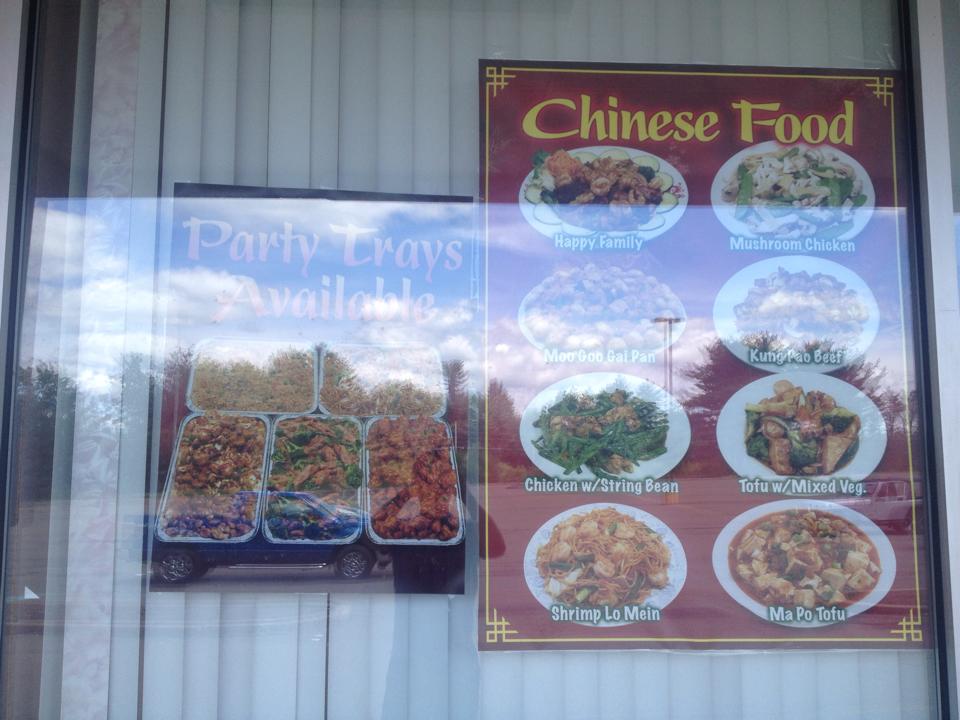 Party Trays
Available
Chinese Food
Happy Family
Mushroom Chicken
Moo Goo Gai Pan
Kung Pao Beef
Chicken w/String Bean
Tofu w/Mixed Veg.
Shrimp Lo Mein
Ma Po Tofu